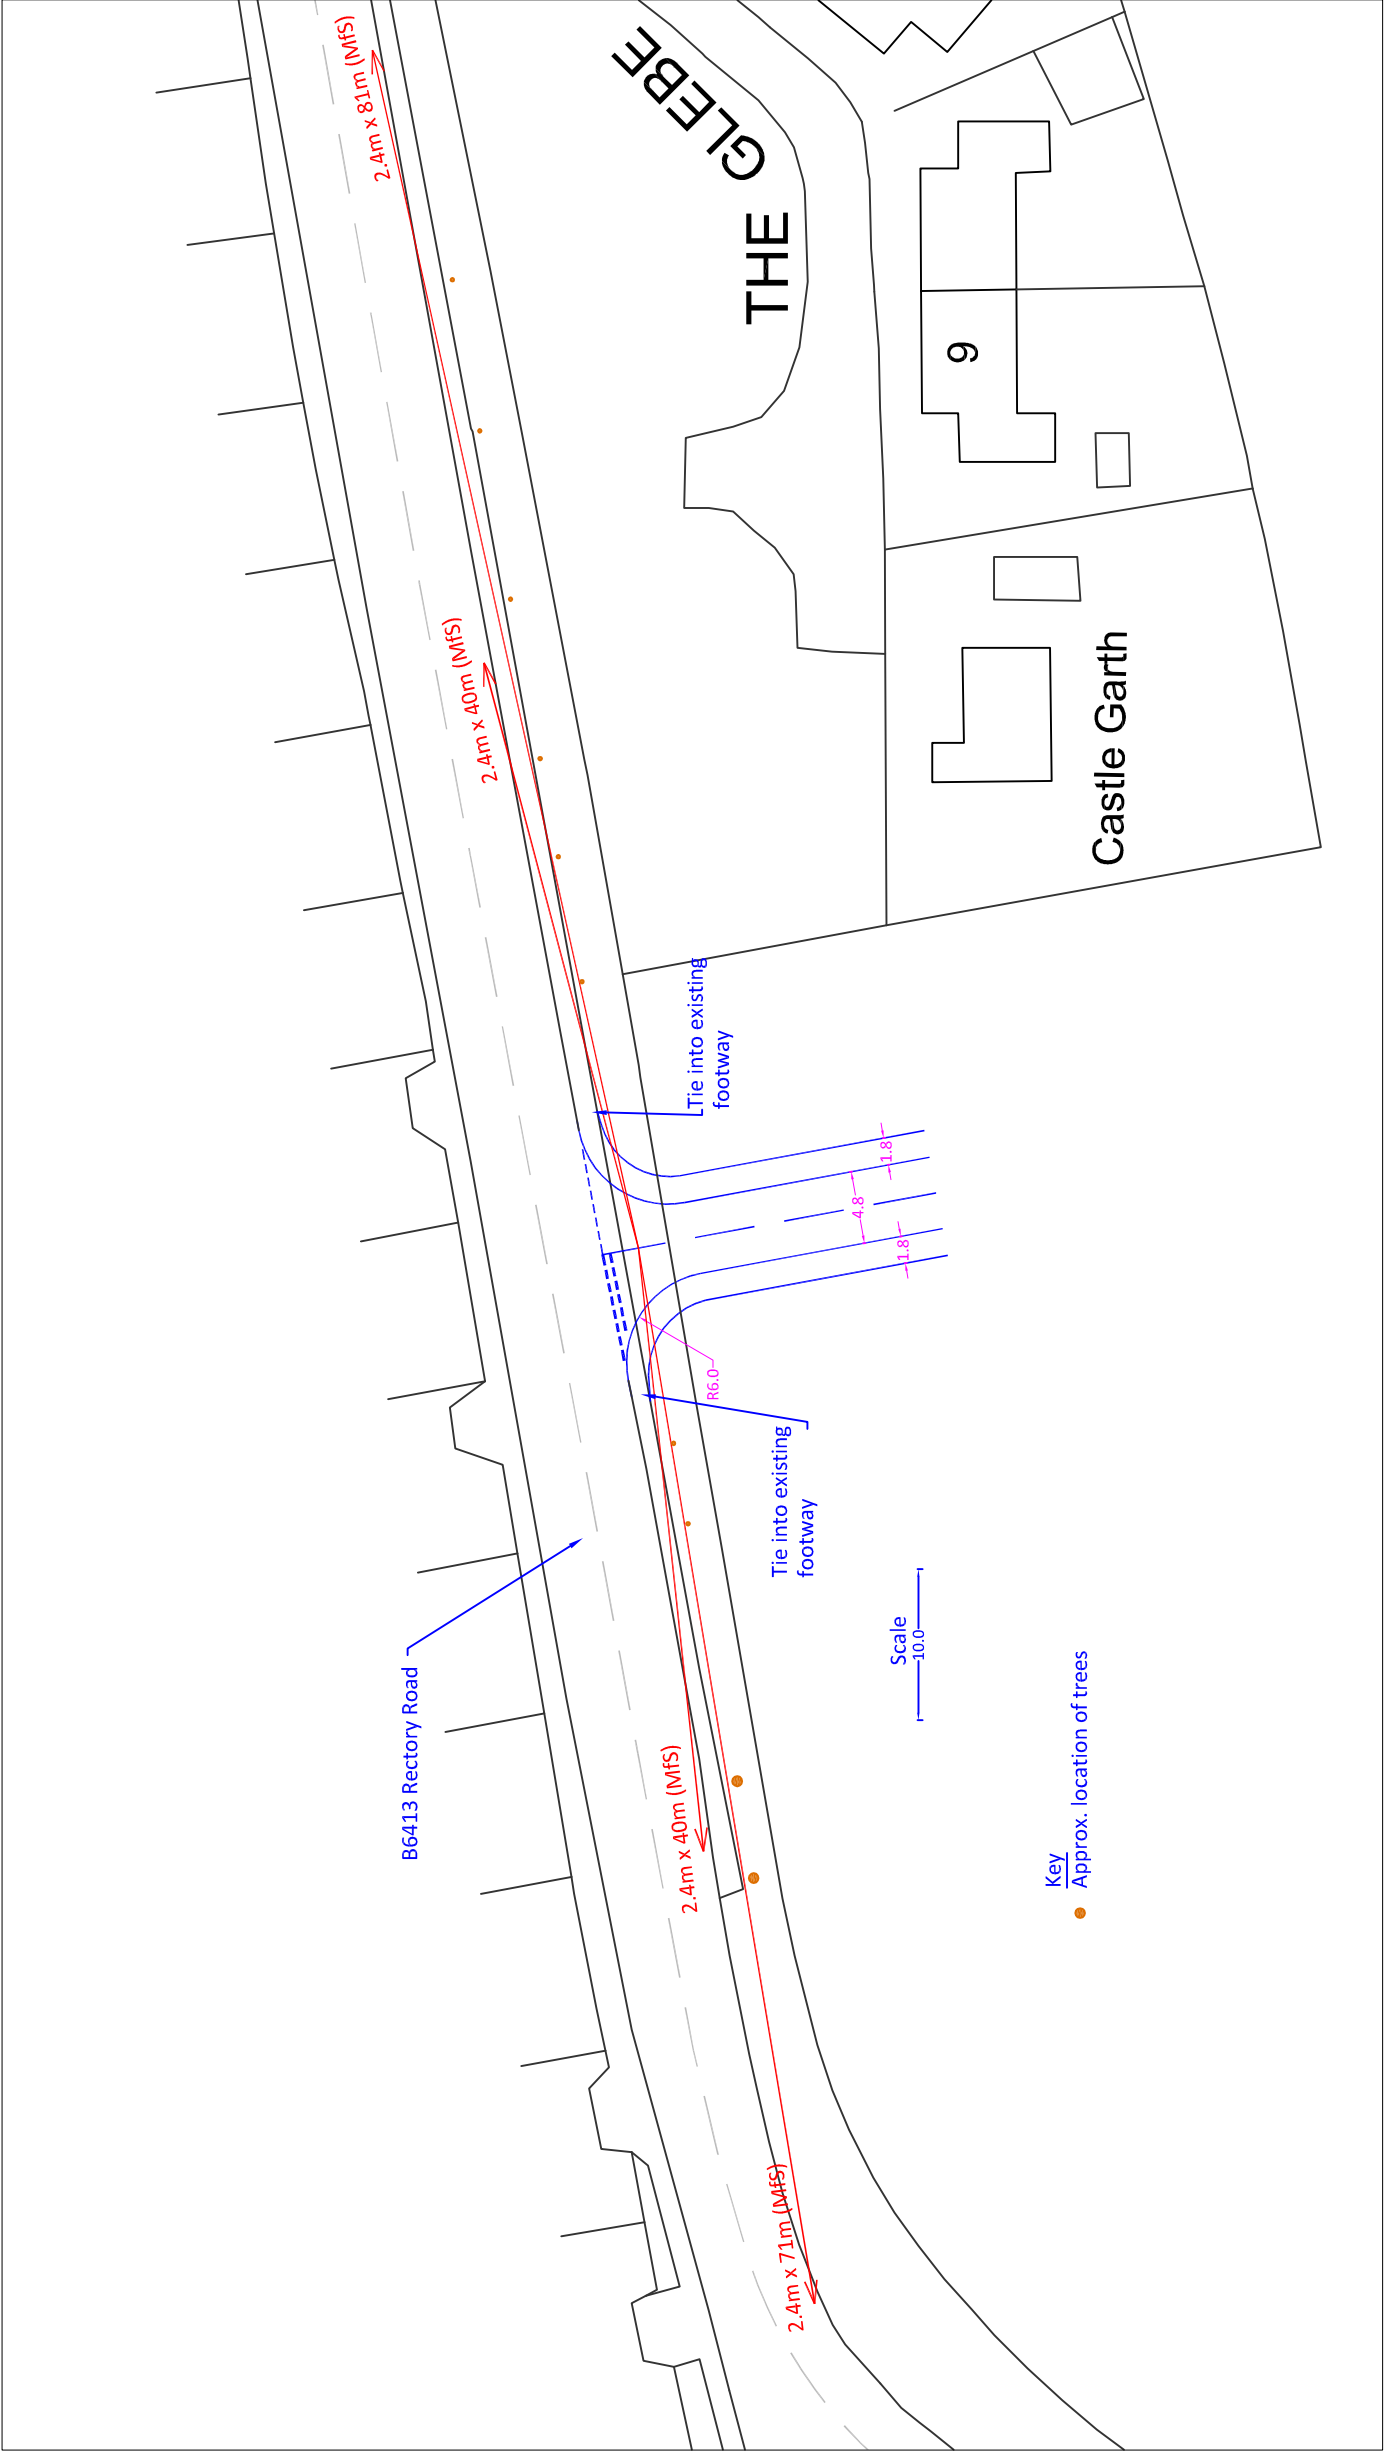 2.4m x 71m (MfS)
2.4m x 40m (MfS)
B6413 Rectory Road
2.4m x 40m (MfS)
2.4m x 81m (MfS)
Tie into existing
footway
Tie into existing
footway
R6.0
1.8
4.8
1.8
Scale
10.0
Key
Approx. location of trees
THE GLEBE
9
Castle Garth